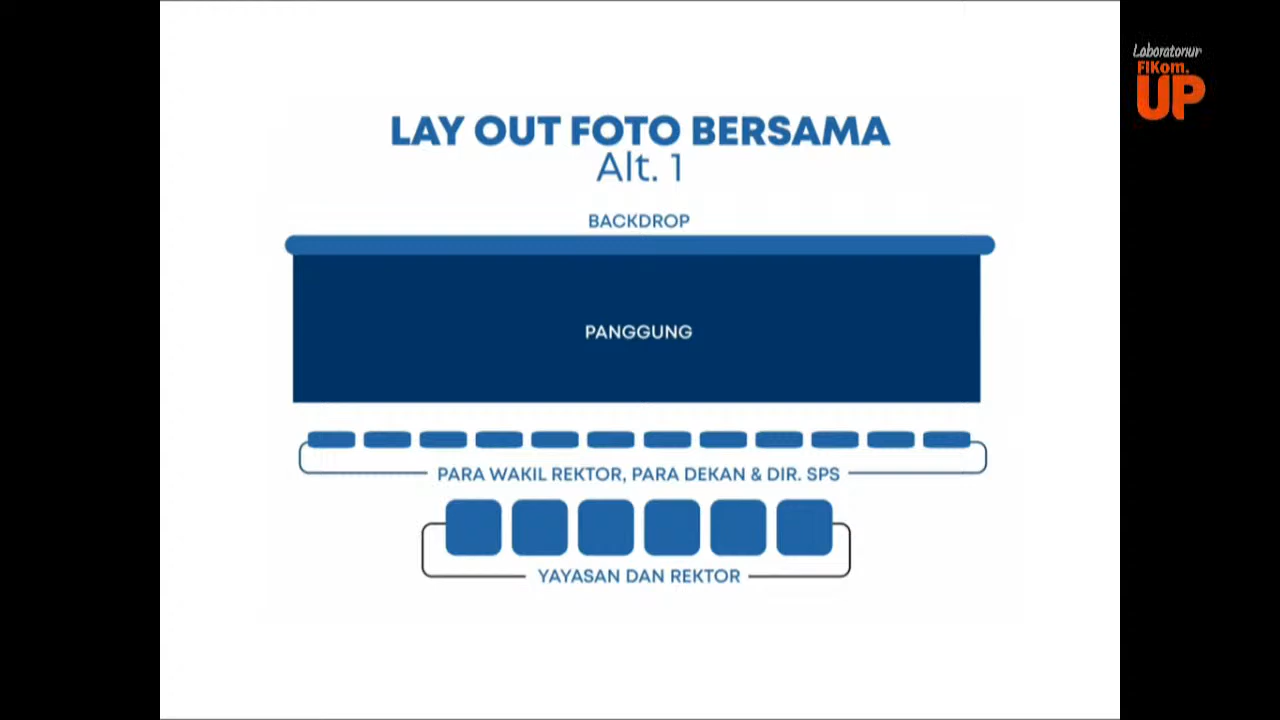 Laboratorium
FIKom.
UP
LAY OUT FOTO BERSAMA
Alt. 1
BACKDROP
PANGGUNG
PARA WAKIL REKTOR, PARA DEKAN & DIR. SPS
YAYASAN DAN REKTOR